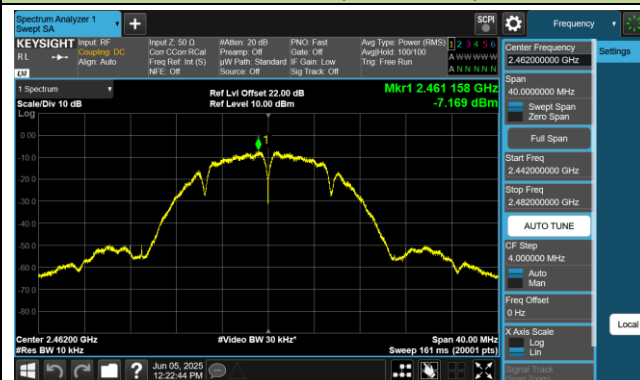 Spectrum Analyzer 1
Swept SA
SCPI
Frequency
KEYSIGHT
RL
LXI
Input: RF
Coupling: DC
Align: Auto
Input Z: 50 Ω
Corr CCorr RCal
Freq Ref: Int (S)
NFE: Off
#Atten: 20 dB
Preamp: Off
µW Path: Standard
Source: Off
PNO: Fast
Gate: Off
IF Gain: Low
Sig Track: Off
Avg Type: Power (RMS)
Avg|Hold: 100/100
Trig: Free Run
1 2 3 4 5 6
A W W W W W
A N N N N N
1 Spectrum
Scale/Div 10 dB
Log
Ref Lvl Offset 22.00 dB
Ref Level 10.00 dBm
Mkr1 2.461 158 GHz
-7.169 dBm
1
0.00
-10.0
-20.0
-30.0
-40.0
-50.0
-60.0
-70.0
-80.0
Center 2.46200 GHz
#Res BW 10 kHz
#Video BW 30 kHz*
Span 40.00 MHz
Sweep 161 ms (20001 pts)
Jun 05, 2025
12:22:44 PM
Center Frequency
2.462000000 GHz
Span
40.0000000 MHz
Swept Span
Zero Span
Full Span
Start Freq
2.442000000 GHz
Stop Freq
2.482000000 GHz
AUTO TUNE
CF Step
4.000000 MHz
Auto
Man
Freq Offset
0 Hz
X Axis Scale
Log
Lin
Signal Track
(Span Zoom)
Settings
Local